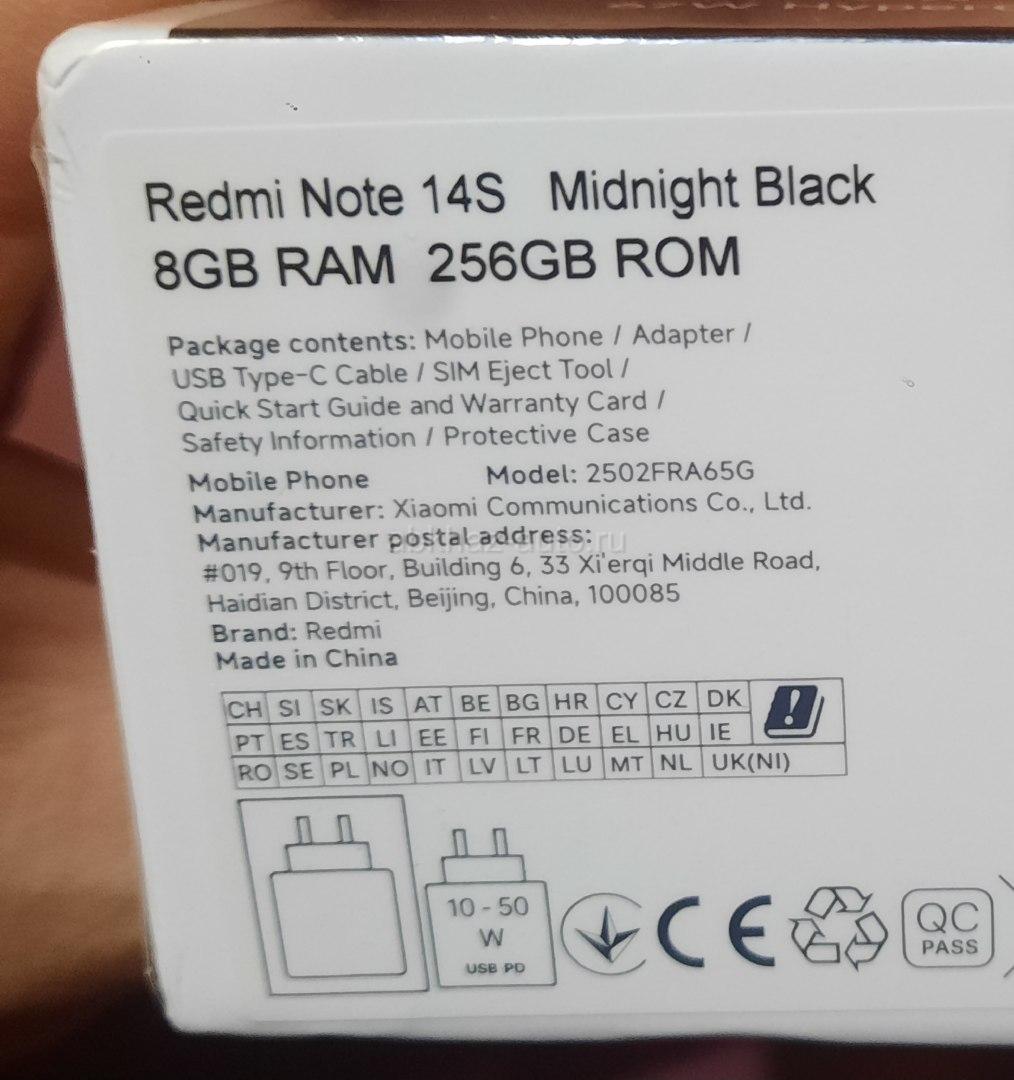 Redmi Note 14S Midnight Black
8GB RAM 256GB ROM
Package contents: Mobile Phone / Adapter /
USB Type-C Cable / SIM Eject Tool /
Quick Start Guide and Warranty Card /
Safety Information / Protective Case
Mobile Phone Model: 2502FRA65G
Manufacturer: Xiaomi Communications Co., Ltd.
Manufacturer postal address:
abkhaz-auto.ru
#019, 9th Floor, Building 6, 33 Xi'erqi Middle Road,
Haidian District, Beijing, China, 100085
Brand: Redmi
Made in China
CH SI SK IS AT BE BG HR CY CZ DK
PT ES TR LI EE FI FR DE EL HU IE
RO SE PL NO IT LV LT LU MT NL UK(NI)
10 - 50
W
USB PD
CE
QC
PASS